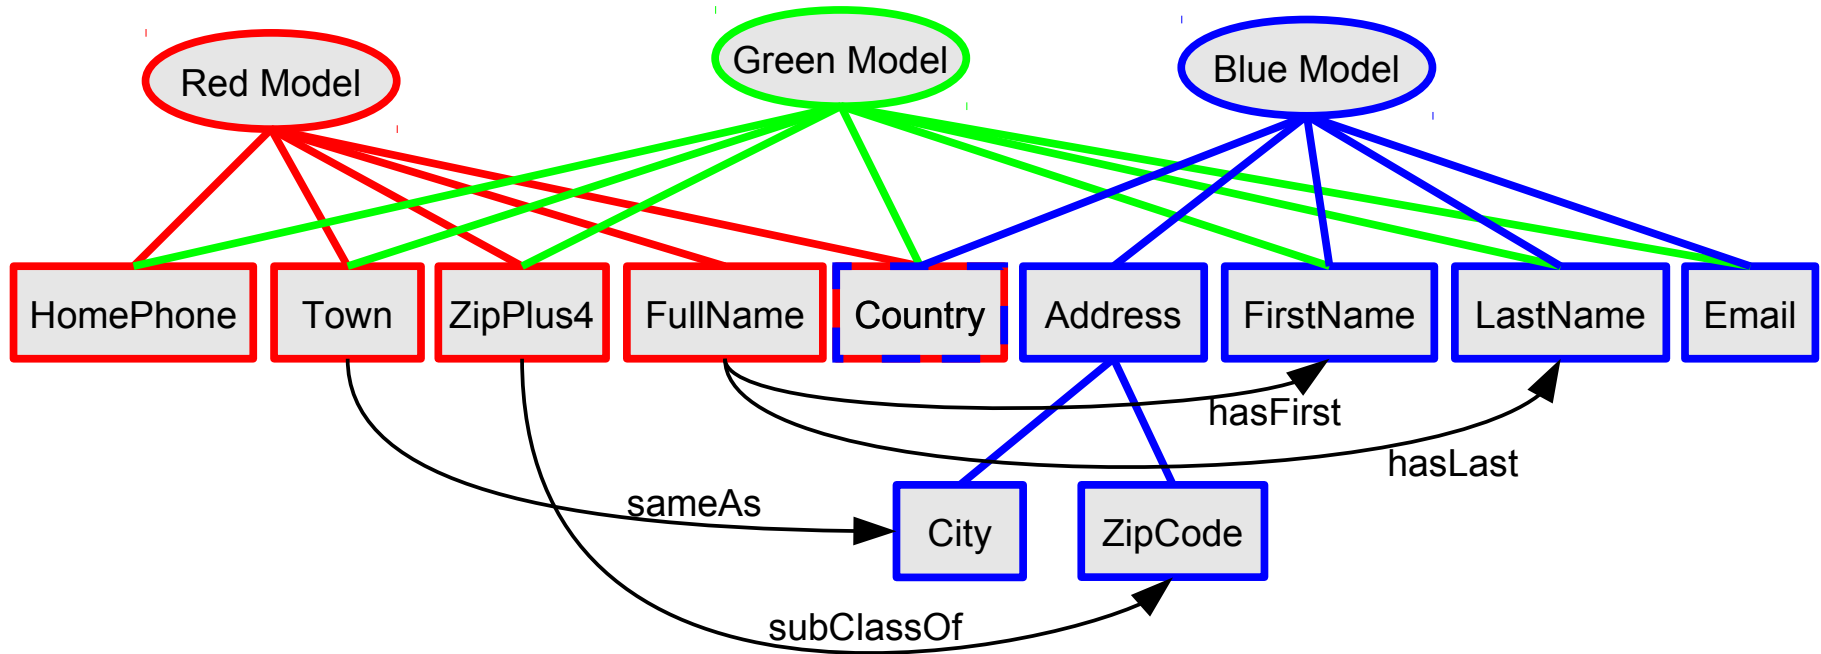 Red Model
Green Model
Blue Model
HomePhone
Town
ZipPlus4
FullName
Country
Address
FirstName
LastName
Email
hasFirst
hasLast
sameAs
City
ZipCode
subClassOf